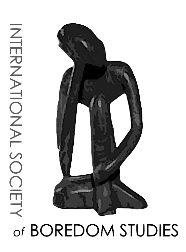 INTERNATIONAL SOCIETY
of BOREDOM STUDIES